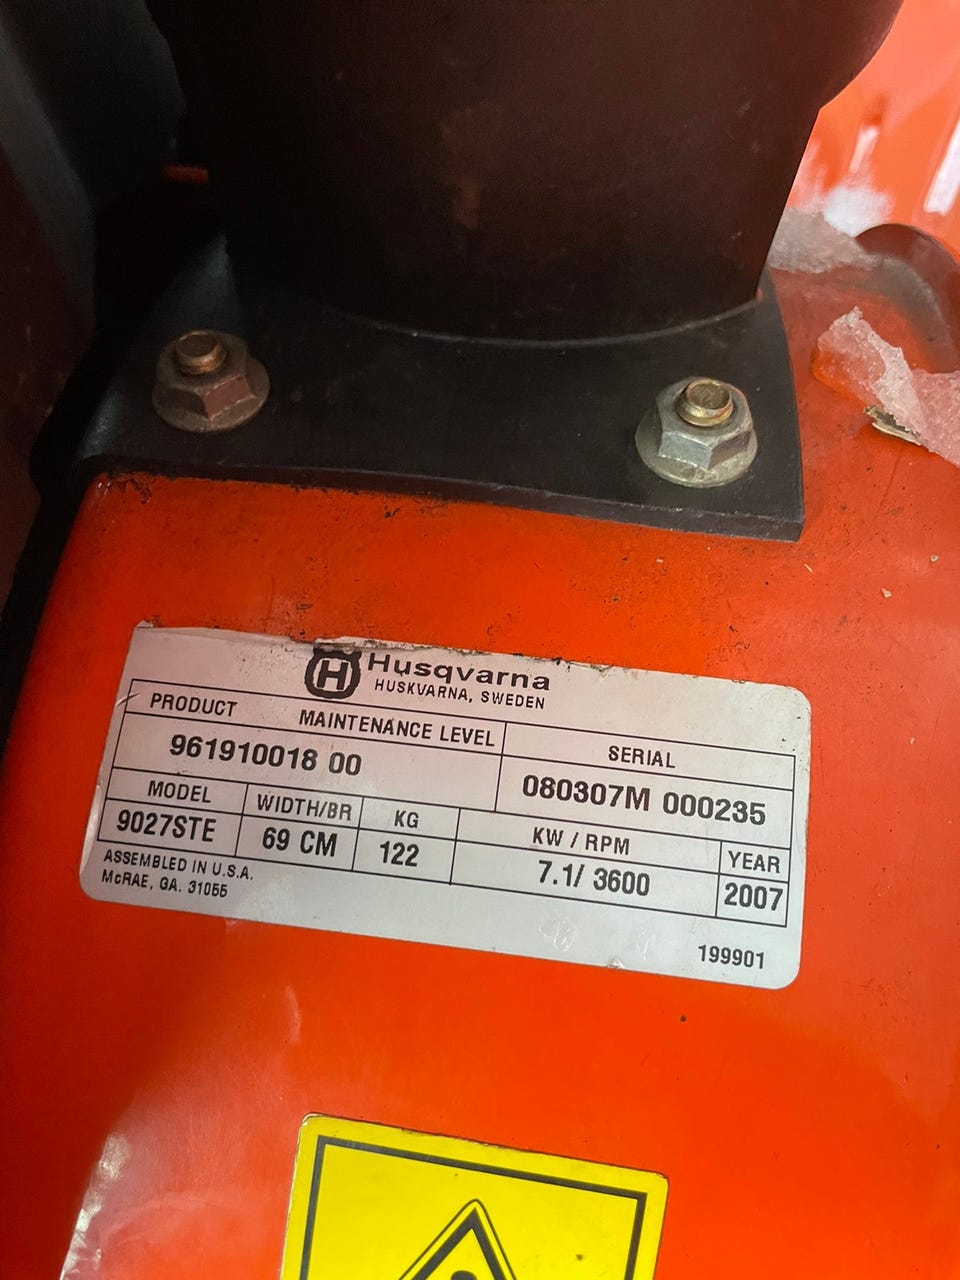 H Husqvarna
HUSKVARNA, SWEDEN
PRODUCT MAINTENANCE LEVEL SERIAL
961910018 00 080307M 000235
MODEL WIDTH/BR KG KW / RPM YEAR
9027STE 69 CM 122 7.1/ 3600 2007
ASSEMBLED IN U.S.A.
McRAE, GA. 31055
199901